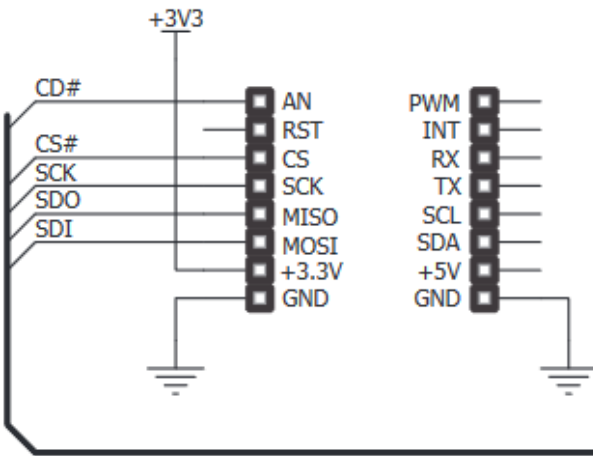 +3V3
CD# AN PWM
RST INT
CS# CS RX
SCK SCK TX
SDO MISO SCL
SDI MOSI SDA
+3.3V +5V
GND GND